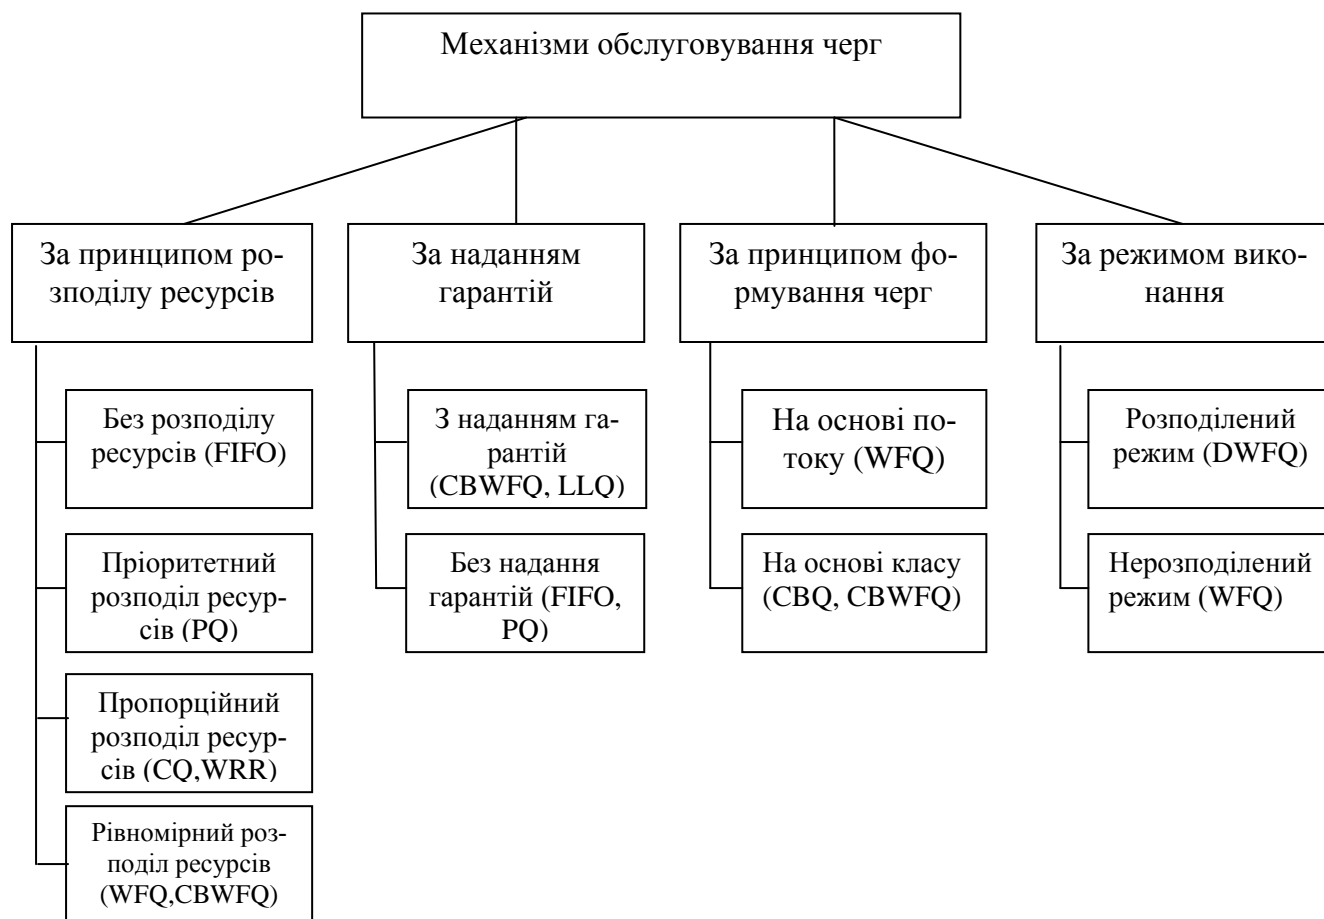 Механізми обслуговування черг
За принципом ро-
зподілу ресурсів
Без розподілу
ресурсів (FIFO)
Пріоритетний
розподіл ресур-
сів (PQ)
Пропорційний
розподіл ресур-
сів (CQ,WRR)
Рівномірний роз-
поділ ресурсів
(WFQ,CBWFQ)
За наданням
гарантій
З наданням га-
рантій
(CBWFQ, LLQ)
Без надання
гарантій (FIFO,
PQ)
За принципом фо-
рмування черг
На основі по-
току (WFQ)
На основі класу
(CBQ, CBWFQ)
За режимом вико-
нання
Розподілений
режим (DWFQ)
Нерозподілений
режим (WFQ)